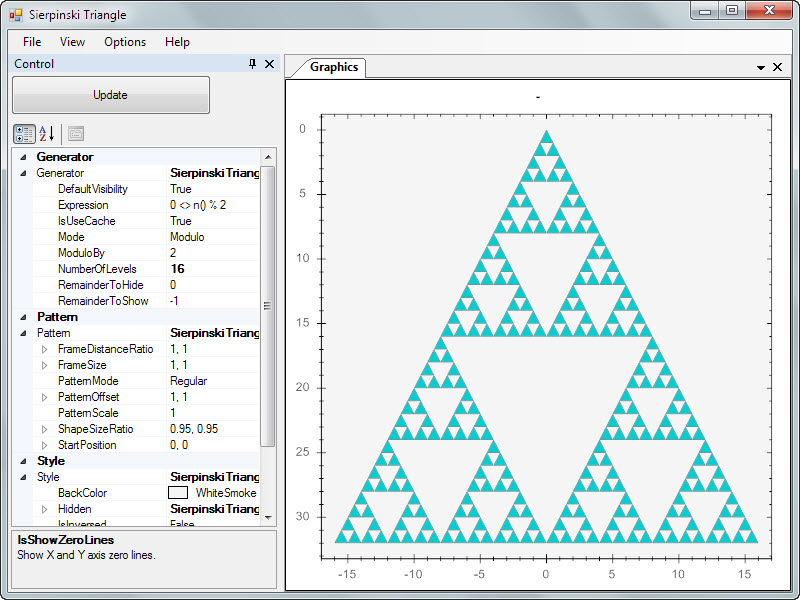 Sierpinski Triangle
File View Options Help
Control
Update
Generator
Generator SierpinskiTriang
DefaultVisibility True
Expression 0 <> n() % 2
IsUseCache True
Mode Modulo
ModuloBy 2
NumberOfLevels 16
RemainderToHide 0
RemainderToShow -1
Pattern
Pattern SierpinskiTriang
FrameDistanceRatio 1, 1
FrameSize 1, 1
PatternMode Regular
PatternOffset 1, 1
PatternScale 1
ShapeSizeRatio 0.95, 0.95
StartPosition 0, 0
Style
Style SierpinskiTriang
BackColor WhiteSmoke
Hidden SierpinskiTriang
IsInversed False
IsShowZeroLines
Show X and Y axis zero lines.
Graphics
-
0
5
10
15
20
25
30
-15 -10 -5 0 5 10 15